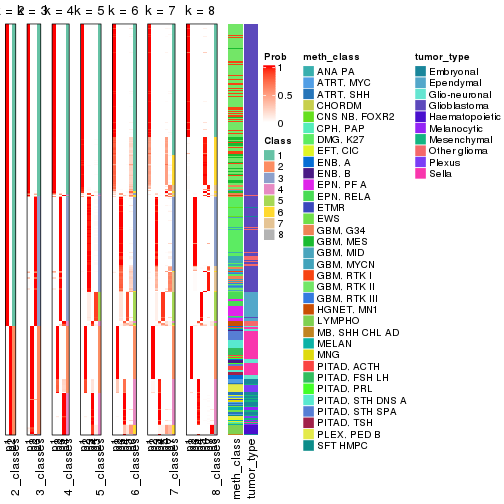 k = 3
k = 4
k = 5
k = 6
k = 7
k = 8
Prob
1
0.5
0
Class
1
2
3
4
5
6
7
8
meth_class
ANA PA
ATRT. MYC
ATRT. SHH
CHORDM
CNS NB. FOXR2
CPH. PAP
DMG. K27
EFT. CIC
ENB. A
ENB. B
EPN. PF A
EPN. RELA
ETMR
EWS
GBM. G34
GBM. MES
GBM. MID
GBM. MYCN
GBM. RTK I
GBM. RTK II
GBM. RTK III
HGNET. MN1
LYMPHO
MB. SHH CHL AD
MELAN
MNG
PITAD. ACTH
PITAD. FSH LH
PITAD. PRL
PITAD. STH DNS A
PITAD. STH SPA
PITAD. TSH
PLEX. PED B
SFT HMPC
tumor_type
Embryonal
Ependymal
Glio-neuronal
Glioblastoma
Haematopoietic
Melanocytic
Mesenchymal
Other glioma
Plexus
Sella
2_classes
3_classes
4_classes
5_classes
6_classes
7_classes
8_classes
meth_class
tumor_type